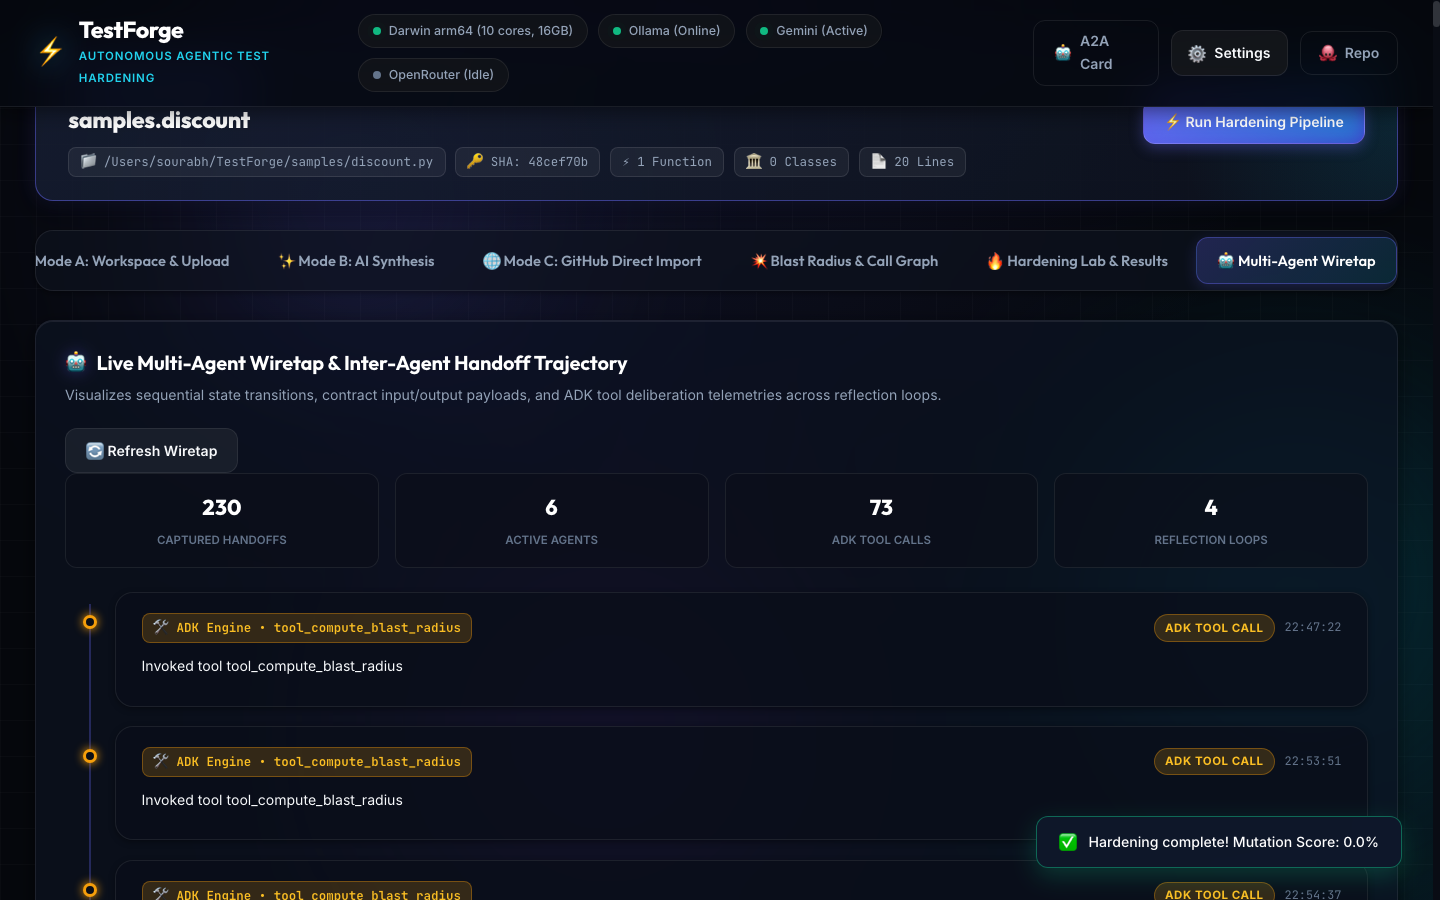 TestForge
AUTONOMOUS AGENTIC TEST
HARDENING
Darwin arm64 (10 cores, 16GB)
Ollama (Online)
Gemini (Active)
OpenRouter (Idle)
A2A
Card
Settings
Repo
samples.discount
Run Hardening Pipeline
/Users/sourabh/TestForge/samples/discount.py
SHA: 48cef70b
1 Function
0 Classes
20 Lines
Mode A: Workspace & Upload
Mode B: AI Synthesis
Mode C: GitHub Direct Import
Blast Radius & Call Graph
Hardening Lab & Results
Multi-Agent Wiretap
Live Multi-Agent Wiretap & Inter-Agent Handoff Trajectory
Visualizes sequential state transitions, contract input/output payloads, and ADK tool deliberation telemetries across reflection loops.
Refresh Wiretap
230
CAPTURED HANDOFFS
6
ACTIVE AGENTS
73
ADK TOOL CALLS
4
REFLECTION LOOPS
ADK Engine • tool_compute_blast_radius
ADK TOOL CALL
22:47:22
Invoked tool tool_compute_blast_radius
ADK Engine • tool_compute_blast_radius
ADK TOOL CALL
22:53:51
Invoked tool tool_compute_blast_radius
Hardening complete! Mutation Score: 0.0%
ADK Engine • tool_compute_blast_radius
ADK TOOL CALL
22:54:37